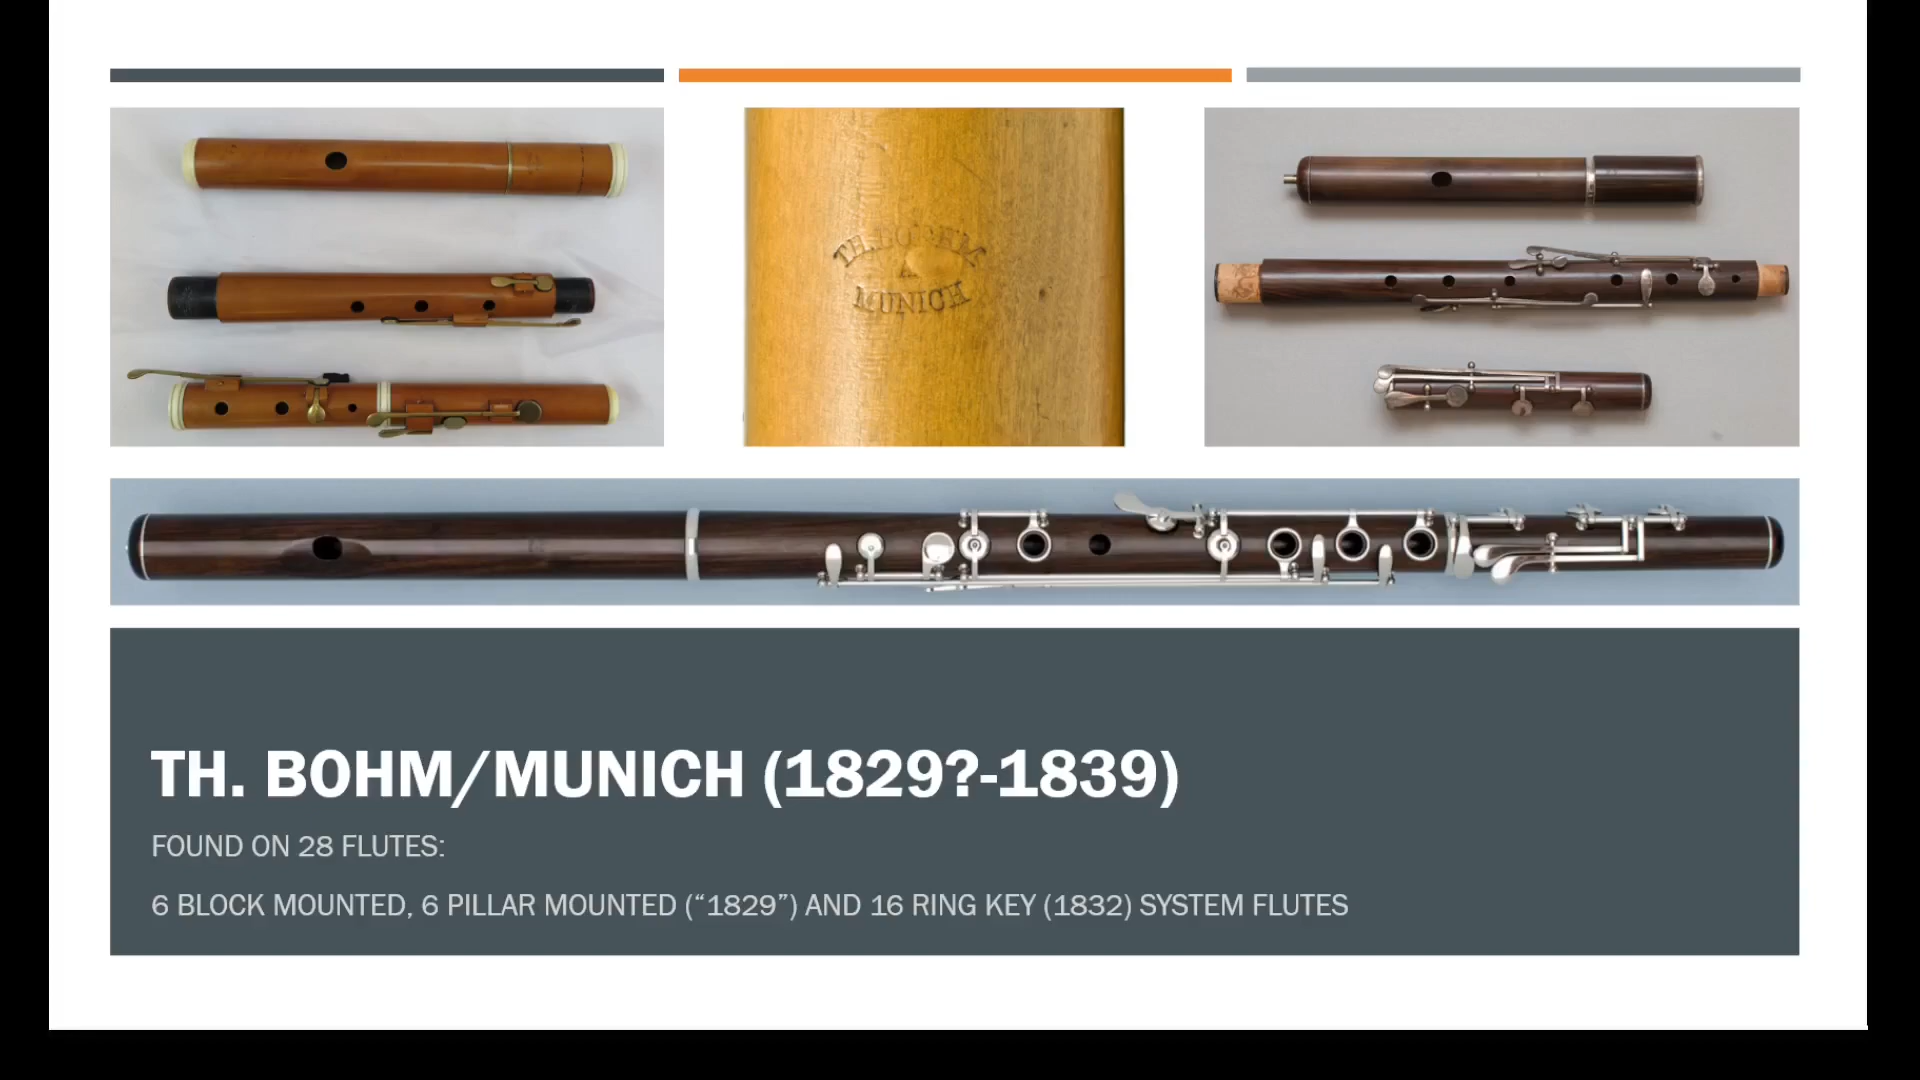 TH. BOEHM
A
MUNICH
TH. BOHM/MUNICH (1829?-1839)
FOUND ON 28 FLUTES:
6 BLOCK MOUNTED, 6 PILLAR MOUNTED (“1829”) AND 16 RING KEY (1832) SYSTEM FLUTES